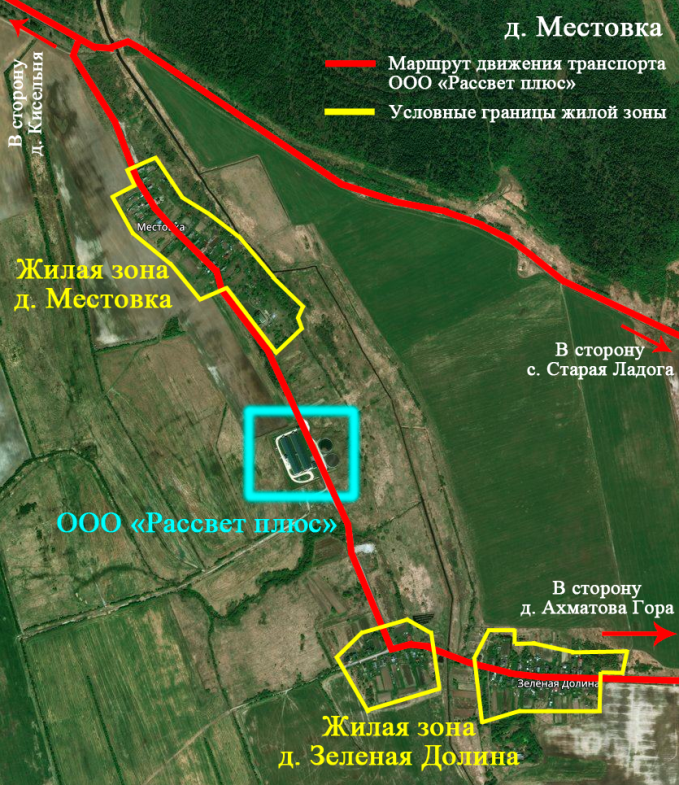 д. Местовка
Маршрут движения транспорта
ООО «Рассвет плюс»
Условные границы жилой зоны
В сторону
д. Кисельня
Местовка
Жилая зона
д. Местовка
В сторону
с. Старая Ладога
ООО «Рассвет плюс»
В сторону
д. Ахматова Гора
Зеленая Долина
Жилая зона
д. Зеленая Долина